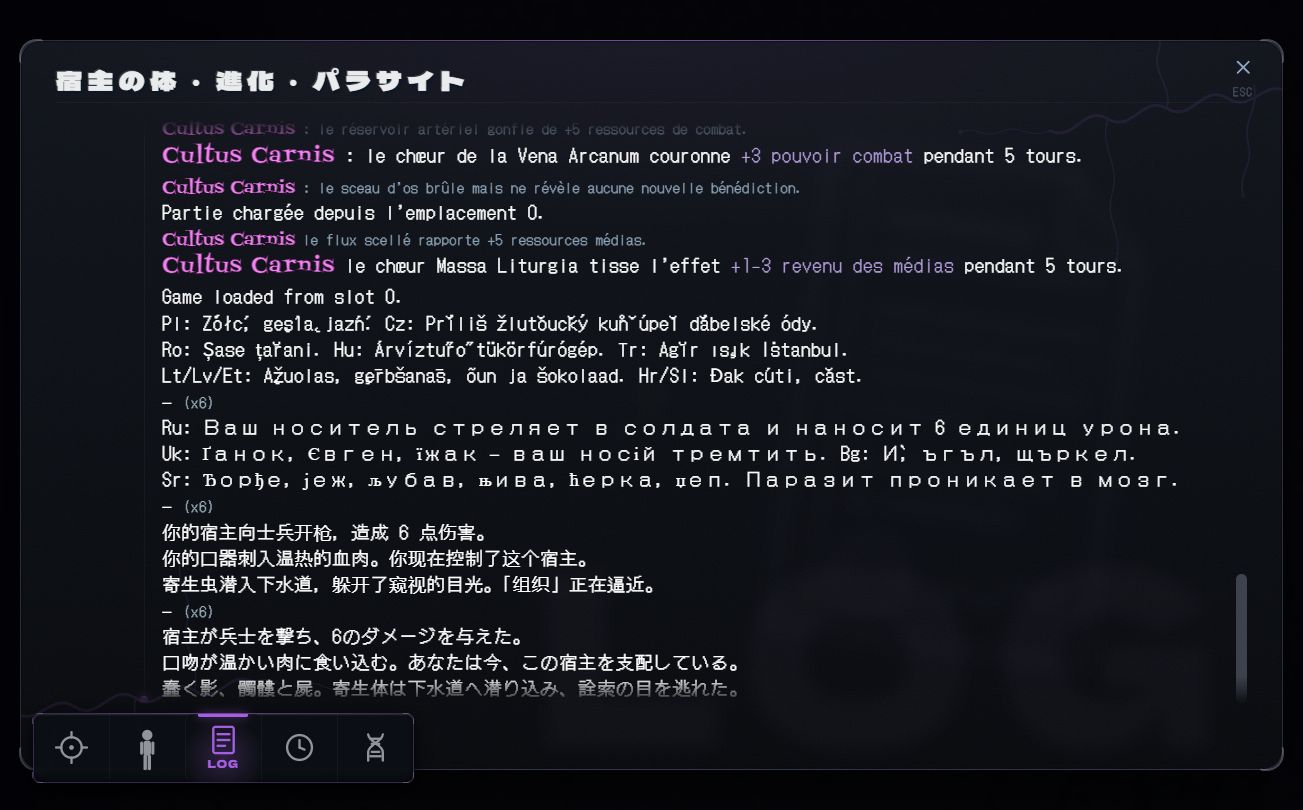 宿主の体・進化・パラサイト
ESC
Cultus Carnis : le réservoir artériel gonfle de +5 ressources de combat.
Cultus Carnis : le chœur de la Vena Arcanum couronne +3 pouvoir combat pendant 5 tours.
Cultus Carnis : le sceau d'os brûle mais ne révèle aucune nouvelle bénédiction.
Partie chargée depuis l'emplacement 0.
Cultus Carnis le flux scellé rapporte +5 ressources médias.
Cultus Carnis le chœur Massa Liturgia tisse l'effet +1-3 revenu des médias pendant 5 tours.
Game loaded from slot 0.
Pl: Zółć, gęślą jaźń. Cz: Příliš žluťoučký kůň úpěl ďábelské ódy.
Ro: Șase țărani. Hu: Árvíztűrő tükörfúrógép. Tr: Ağır ışık İstanbul.
Lt/Lv/Et: Ąžuolas, gērbšanās, õun ja šokolaad. Hr/Sl: Đak ćuti, čast.
— (x6)
Ru: Ваш носитель стреляет в солдата и наносит 6 единиц урона.
Uk: Ґанок, Євген, їжак – ваш носій тремтить. Bg: Ѝ, ъгъл, щъркел.
Sr: Ђорђе, јеж, љубав, њива, ћерка, џеп. Паразит проникает в мозг.
— (x6)
你的宿主向士兵开枪，造成 6 点伤害。
你的口器刺入温热的血肉。你现在控制了这个宿主。
寄生虫潜入下水道，躲开了窥视的目光。「组织」正在逼近。
— (x6)
宿主が兵士を撃ち、6のダメージを与えた。
口吻が温かい肉に食い込む。あなたは今、この宿主を支配している。
蠢く影、髑髏と屍。寄生体は下水道へ潜り込み、詮索の目を逃れた。
LOG
LOG